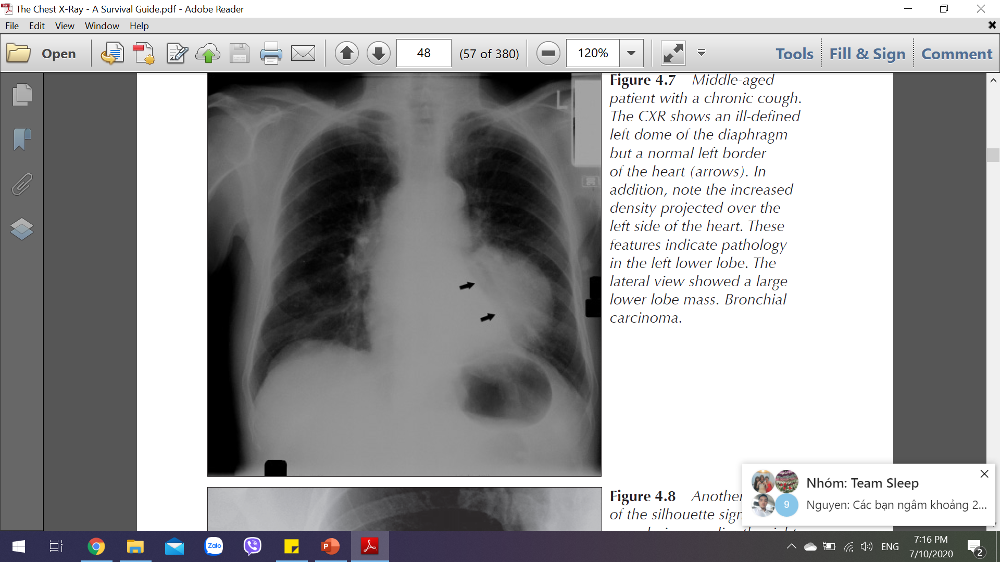 The Chest X-Ray - A Survival Guide.pdf - Adobe Reader
File Edit View Window Help
Open 48 (57 of 380) 120% Tools Fill & Sign Comment
L
Figure 4.7 Middle-aged
patient with a chronic cough.
The CXR shows an ill-defined
left dome of the diaphragm
but a normal left border
of the heart (arrows). In
addition, note the increased
density projected over the
left side of the heart. These
features indicate pathology
in the left lower lobe. The
lateral view showed a large
lower lobe mass. Bronchial
carcinoma.
Figure 4.8 Another
of the silhouette sign
Nhóm: Team Sleep
9 Nguyen: Các bạn ngâm khoảng 2...
Zalo
ENG
7:16 PM
7/10/2020
2